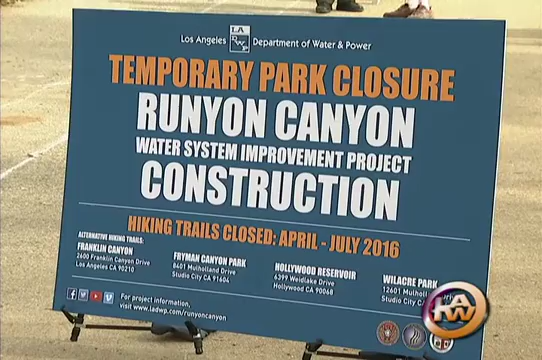 Los Angeles LA DWP Department of Water & Power
TEMPORARY PARK CLOSURE
RUNYON CANYON
WATER SYSTEM IMPROVEMENT PROJECT
CONSTRUCTION
HIKING TRAILS CLOSED: APRIL - JULY 2016
ALTERNATIVE HIKING TRAILS:
FRANKLIN CANYON
2600 Franklin Canyon Drive
Los Angeles CA 90210
FRYMAN CANYON PARK
8401 Mulholland Drive
Studio City CA 91604
HOLLYWOOD RESERVOIR
6399 Weidlake Drive
Hollywood CA 90068
WILACRE PARK
12601
Studio City
For project information,
visit www.ladwp.com/runyoncanyon